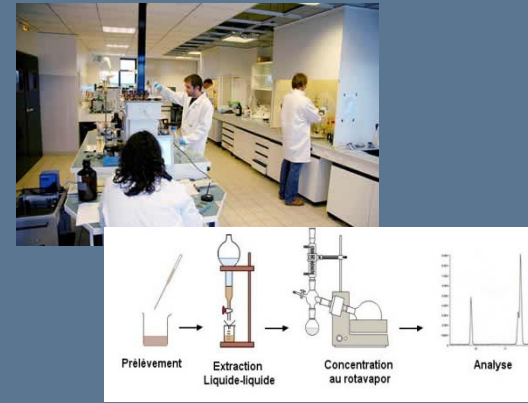 Prélèvement
Extraction
Liquide-liquide
Concentration
au rotavapor
Analyse